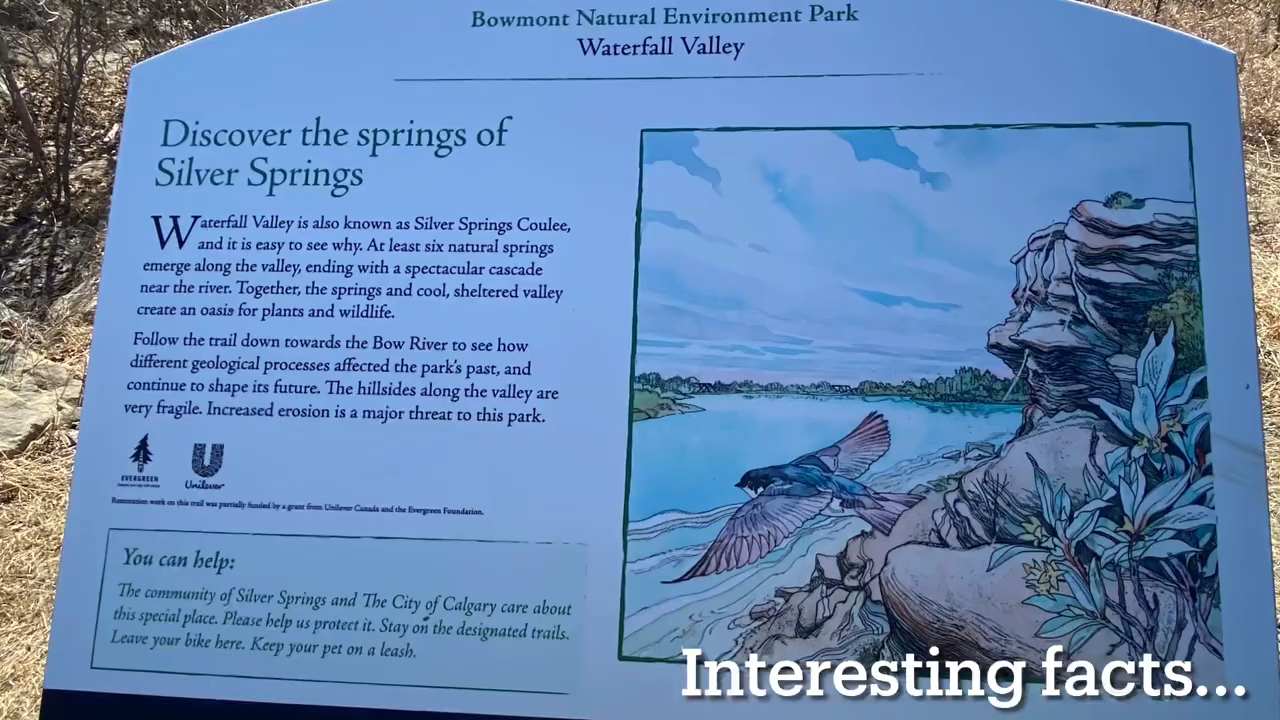 Bowmont Natural Environment Park
Waterfall Valley
Discover the springs of
Silver Springs
Waterfall Valley is also known as Silver Springs Coulee,
and it is easy to see why. At least six natural springs
emerge along the valley, ending with a spectacular cascade
near the river. Together, the springs and cool, sheltered valley
create an oasis for plants and wildlife.
Follow the trail down towards the Bow River to see how
different geological processes affected the park's past, and
continue to shape its future. The hillsides along the valley are
very fragile. Increased erosion is a major threat to this park.
EVERGREEN
Unilever
Restoration work on this trail was partially funded by a grant from Unilever Canada and the Evergreen Foundation.
You can help:
The community of Silver Springs and The City of Calgary care about
this special place. Please help us protect it. Stay on the designated trails.
Leave your bike here. Keep your pet on a leash.
Interesting facts...